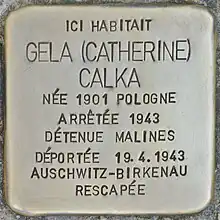 ICI HABITAIT
GELA (CATHERINE)
CALKA
NÉE 1901 POLOGNE
ARRÊTÉE 1943
DÉTENUE MALINES
DÉPORTÉE 19.4.1943
AUSCHWITZ-BIRKENAU
RESCAPÉE